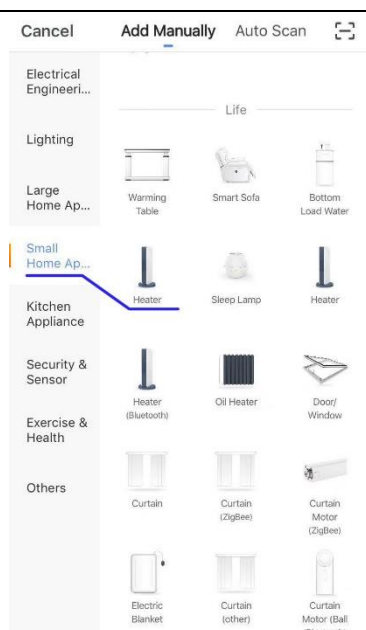 Cancel
Add Manually
Auto Scan
Electrical
Engineeri...
Lighting
Large
Home Ap...
Small
Home Ap...
Kitchen
Appliance
Security &
Sensor
Exercise &
Health
Others
Life
Warming
Table
Smart Sofa
Bottom
Load Water
Heater
Sleep Lamp
Heater
Heater
(Bluetooth)
Oil Heater
Door/
Window
Curtain
Curtain
(ZigBee)
Curtain
Motor
(ZigBee)
Electric
Blanket
Curtain
(other)
Curtain
Motor (Ball